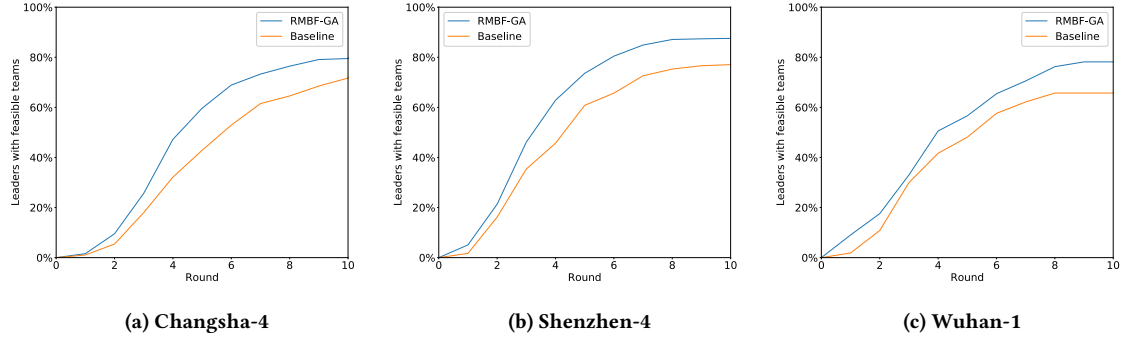 100%
80%
60%
40%
20%
0%
Leaders with feasible teams
0 2 4 6 8 10
Round
RMBF-GA
Baseline
(a) Changsha-4
100%
80%
60%
40%
20%
0%
Leaders with feasible teams
0 2 4 6 8 10
Round
RMBF-GA
Baseline
(b) Shenzhen-4
100%
80%
60%
40%
20%
0%
Leaders with feasible teams
0 2 4 6 8 10
Round
RMBF-GA
Baseline
(c) Wuhan-1